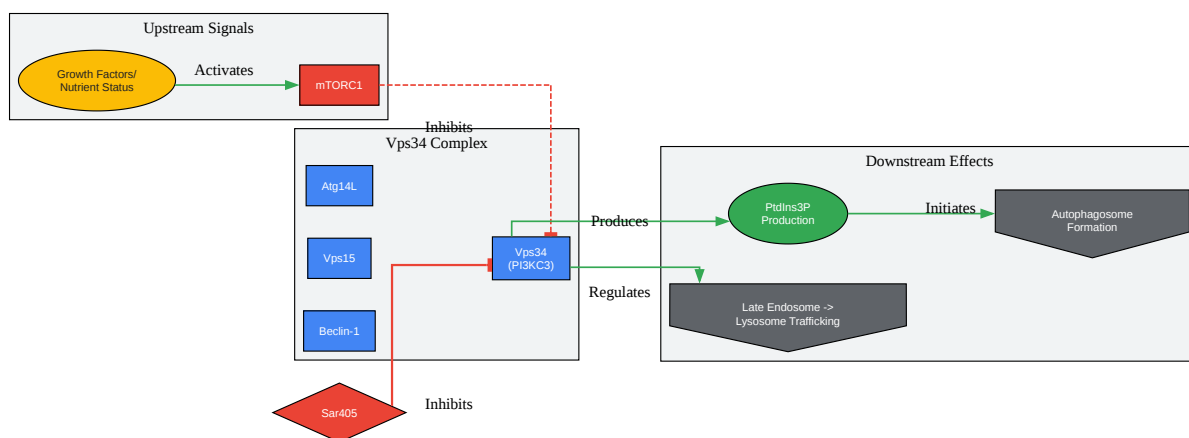 Upstream Signals
Growth Factors/
Nutrient Status
Activates
mTORC1
Inhibits
Vps34 Complex
Atg14L
Vps15
Beclin-1
Vps34
(PI3KC3)
Sar405
Inhibits
Produces
Regulates
Downstream Effects
PtdIns3P
Production
Initiates
Autophagosome
Formation
Late Endosome ->
Lysosome Trafficking